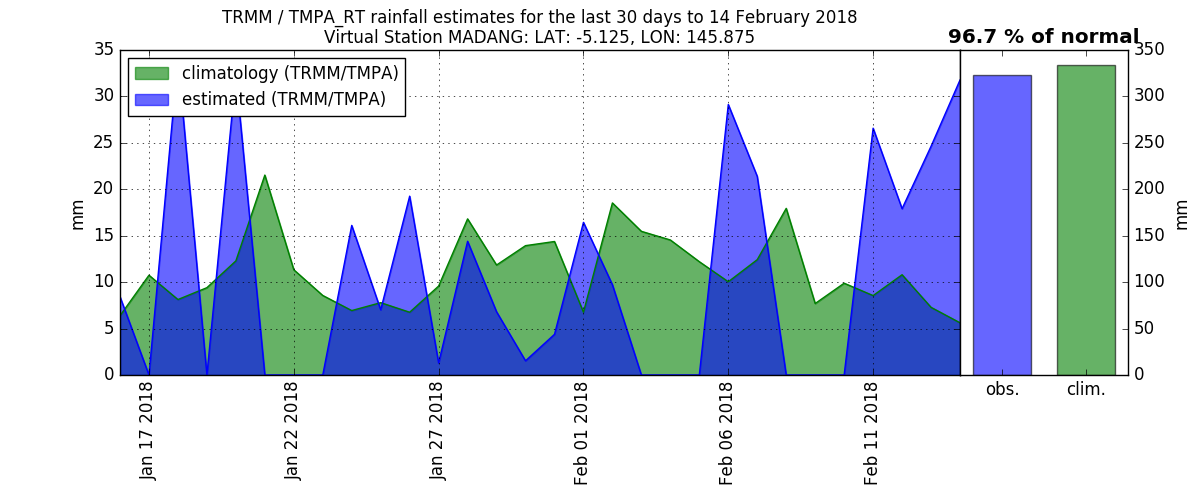 TRMM / TMPA_RT rainfall estimates for the last 30 days to 14 February 2018
Virtual Station MADANG: LAT: -5.125, LON: 145.875
96.7 % of normal
climatology (TRMM/TMPA)
estimated (TRMM/TMPA)
mm
35
30
25
20
15
10
5
0
Jan 17 2018
Jan 22 2018
Jan 27 2018
Feb 01 2018
Feb 06 2018
Feb 11 2018
obs.
clim.
350
300
250
200
150
100
50
0
mm